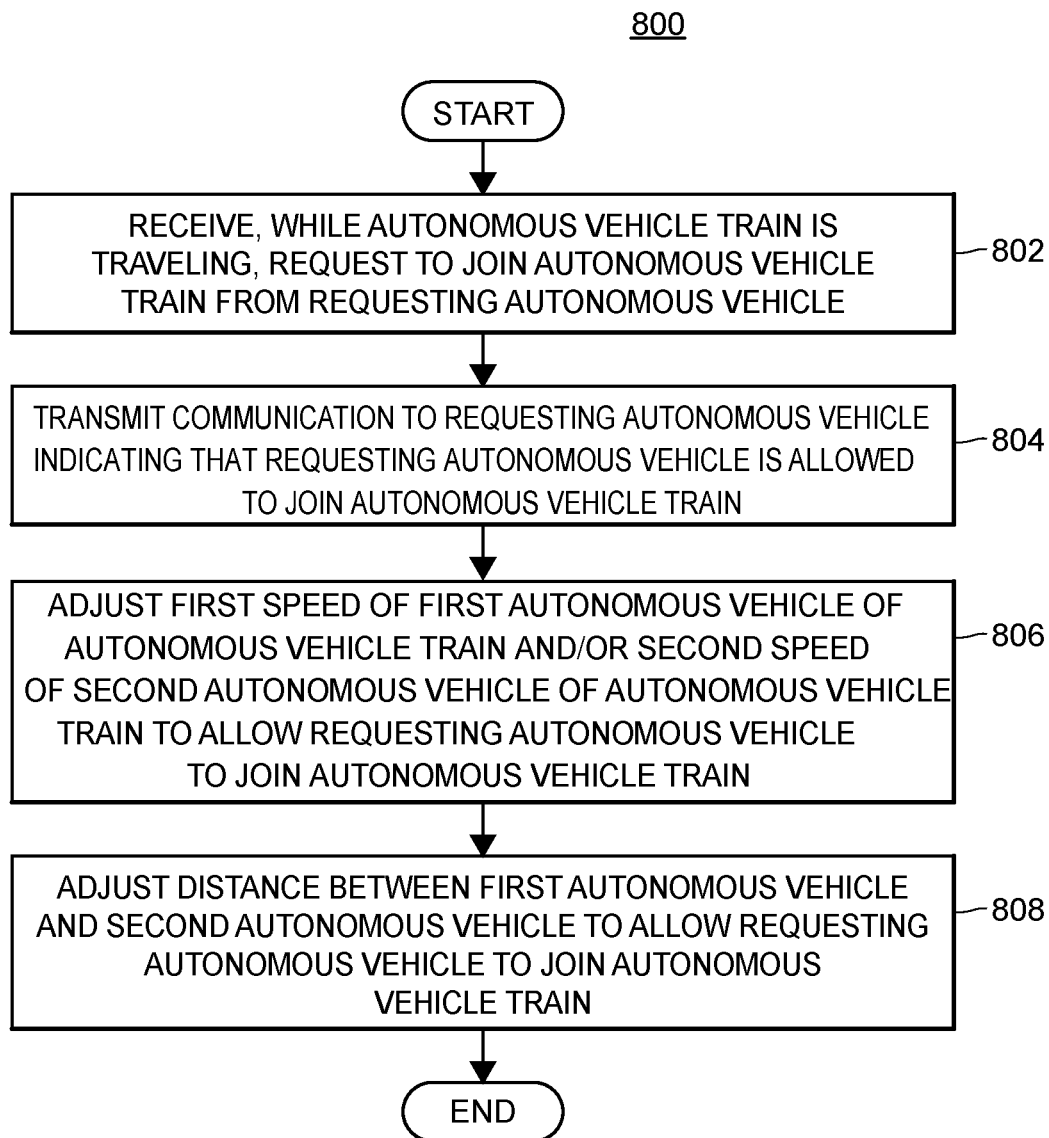 800
START
RECEIVE, WHILE AUTONOMOUS VEHICLE TRAIN IS
TRAVELING, REQUEST TO JOIN AUTONOMOUS VEHICLE
TRAIN FROM REQUESTING AUTONOMOUS VEHICLE
802
TRANSMIT COMMUNICATION TO REQUESTING AUTONOMOUS VEHICLE
INDICATING THAT REQUESTING AUTONOMOUS VEHICLE IS ALLOWED
TO JOIN AUTONOMOUS VEHICLE TRAIN
804
ADJUST FIRST SPEED OF FIRST AUTONOMOUS VEHICLE OF
AUTONOMOUS VEHICLE TRAIN AND/OR SECOND SPEED
OF SECOND AUTONOMOUS VEHICLE OF AUTONOMOUS VEHICLE
TRAIN TO ALLOW REQUESTING AUTONOMOUS VEHICLE
TO JOIN AUTONOMOUS VEHICLE TRAIN
806
ADJUST DISTANCE BETWEEN FIRST AUTONOMOUS VEHICLE
AND SECOND AUTONOMOUS VEHICLE TO ALLOW REQUESTING
AUTONOMOUS VEHICLE TO JOIN AUTONOMOUS
VEHICLE TRAIN
808
END